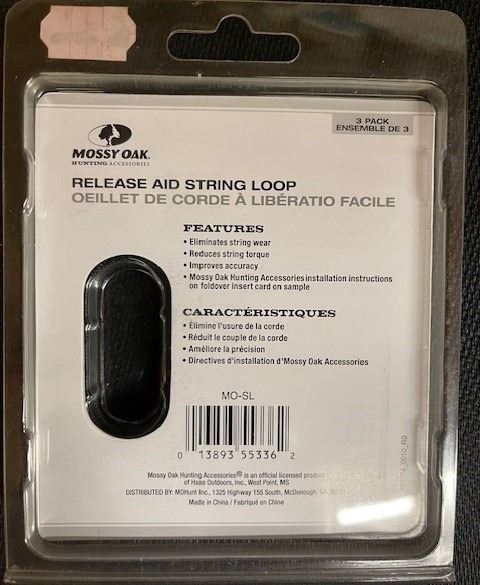 3 PACK
ENSEMBLE DE 3
MOSSY OAK
HUNTING ACCESSORIES
RELEASE AID STRING LOOP
OEILLET DE CORDE À LIBÉRATIO FACILE
FEATURES
• Eliminates string wear
• Reduces string torque
• Improves accuracy
• Mossy Oak Hunting Accessories installation instructions
on foldover insert card on sample
CARACTÉRISTIQUES
• Élimine l'usure de la corde
• Réduit le couple de la corde
• Améliore la précision
• Directives d'installation d'Mossy Oak Accessories
MO-SL
0 13893 55336 2
Mossy Oak Hunting Accessories® is an official licensed product
of Haas Outdoors, Inc., West Point, MS
DISTRIBUTED BY: MOHunt Inc., 1325 Highway 155 South, McDonough,
Made in China / Fabriqué en Chine